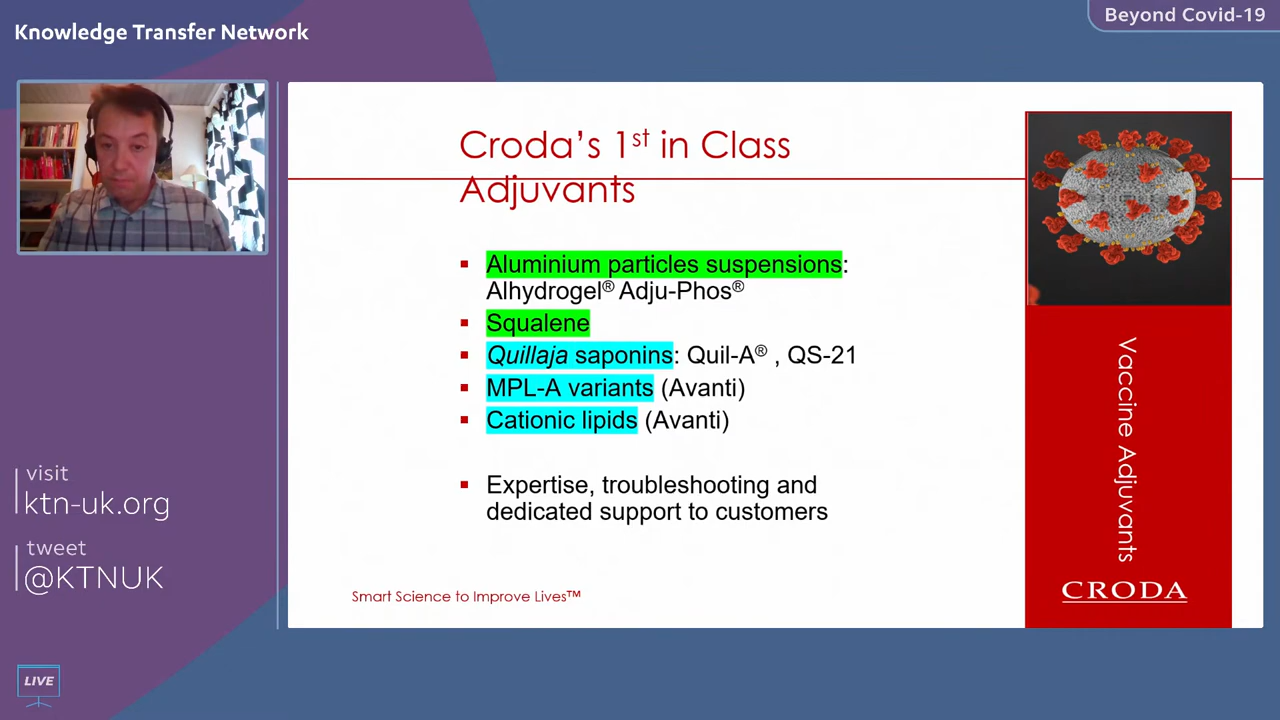 Knowledge Transfer Network
Beyond Covid-19
Croda's 1st in Class
Adjuvants
Aluminium particles suspensions:
Alhydrogel® Adju-Phos®
Squalene
Quillaja saponins: Quil-A® , QS-21
MPL-A variants (Avanti)
Cationic lipids (Avanti)
Expertise, troubleshooting and
dedicated support to customers
Smart Science to Improve Lives™
Vaccine Adjuvants
CRODA
visit
ktn-uk.org
tweet
@KTNUK
LIVE